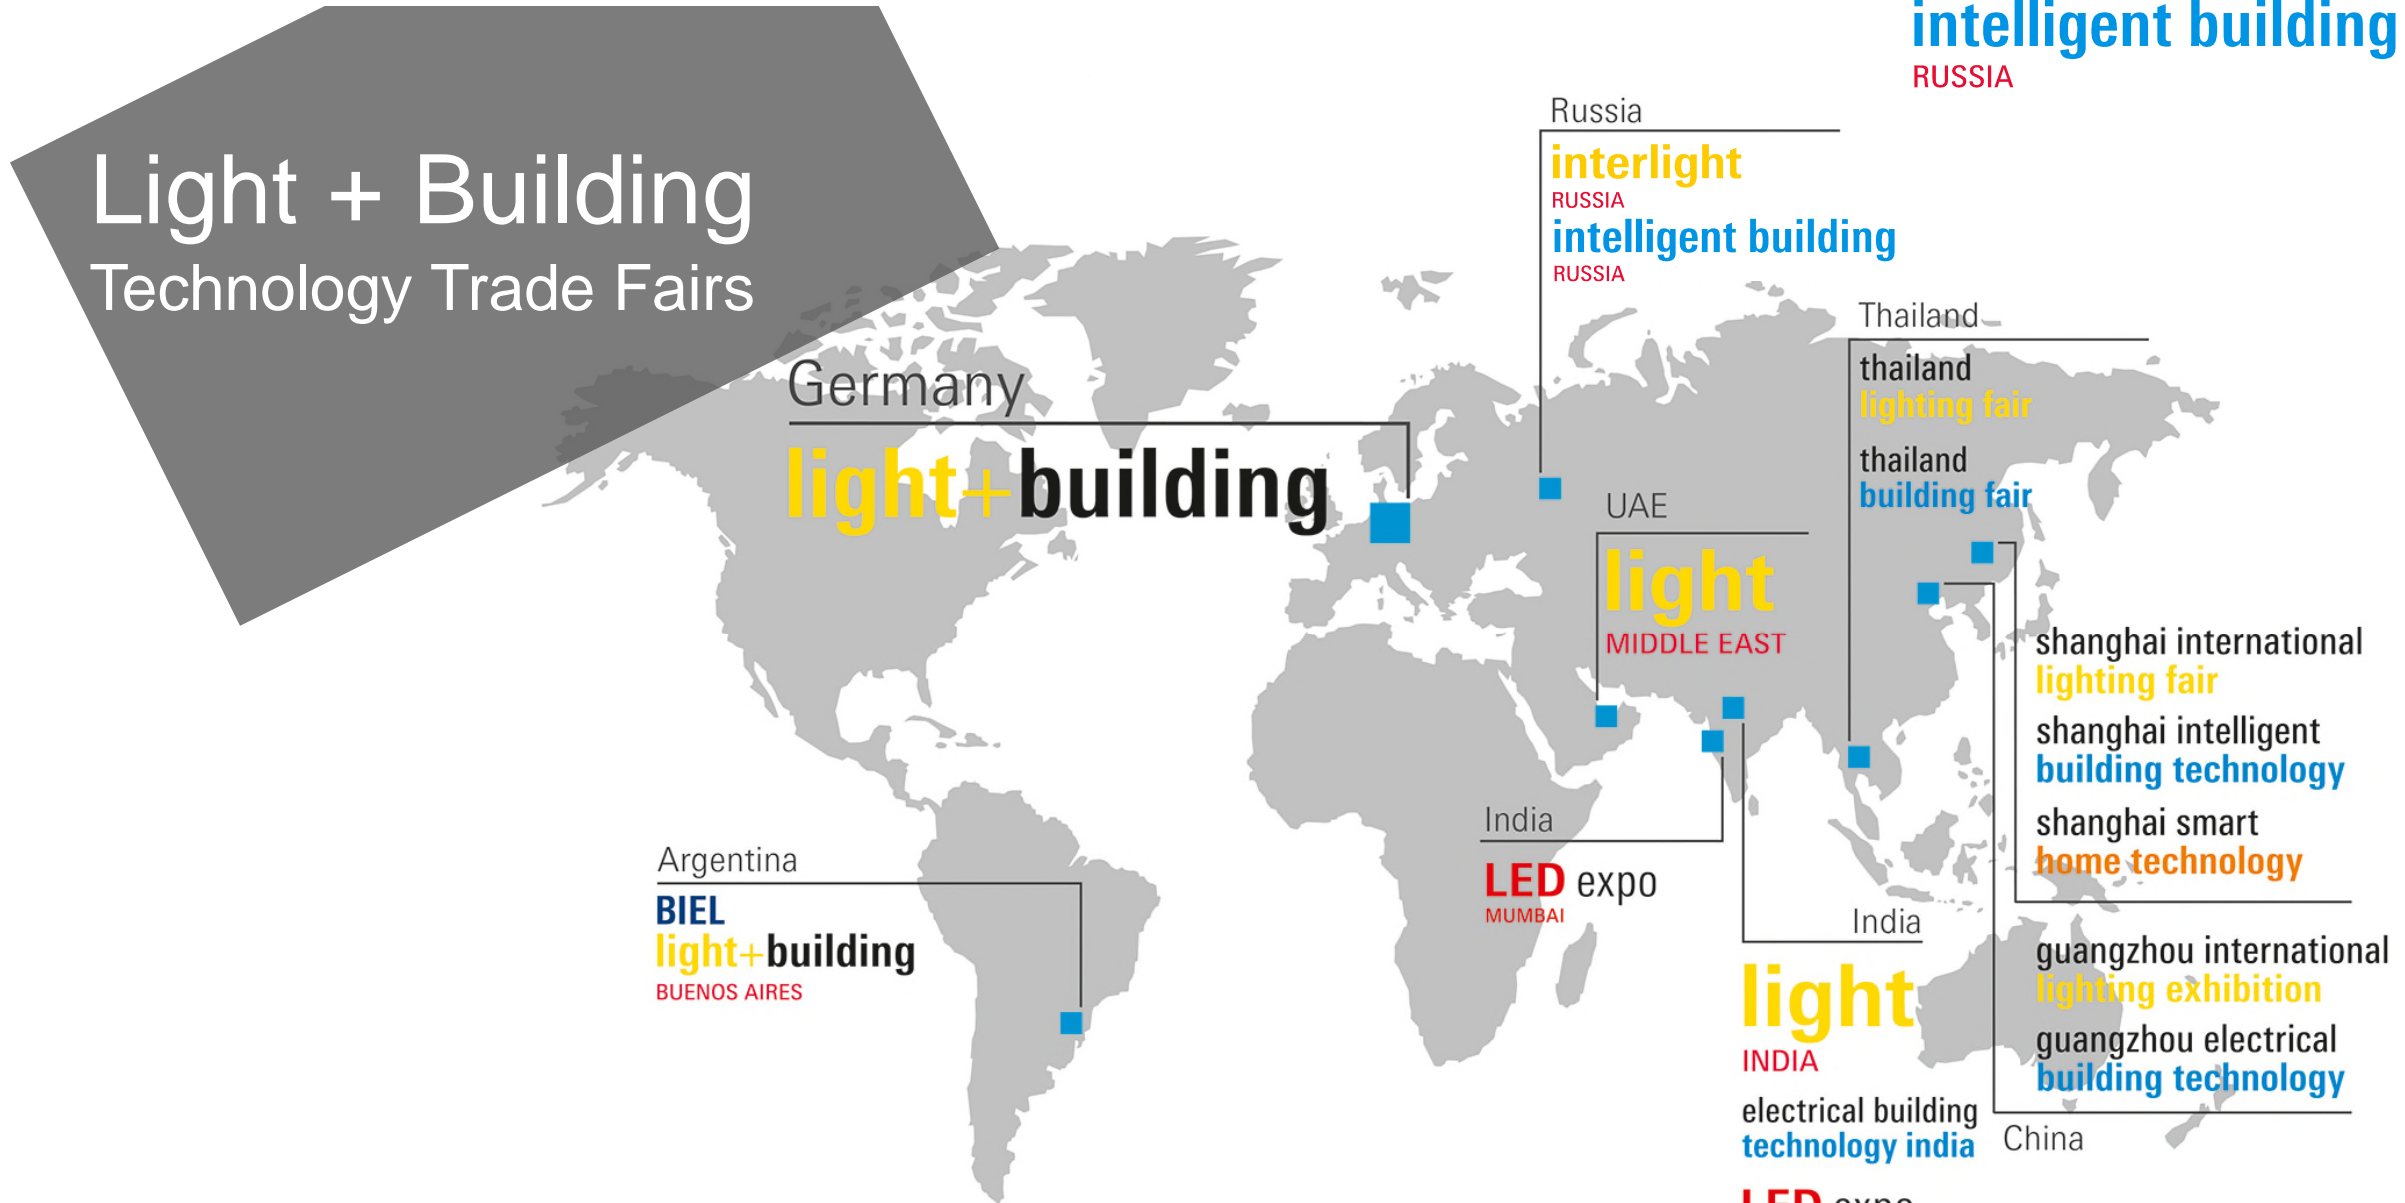 intelligent building
RUSSIA
Light + Building
Technology Trade Fairs
Russia
interlight
RUSSIA
intelligent building
RUSSIA
Thailand
thailand
lighting fair
thailand
building fair
Germany
light+building
UAE
light
MIDDLE EAST
shanghai international
lighting fair
shanghai intelligent
building technology
shanghai smart
home technology
India
LED expo
MUMBAI
Argentina
BIEL
light+building
BUENOS AIRES
India
light
INDIA
electrical building
technology india
LED expo
guangzhou international
lighting exhibition
guangzhou electrical
building technology
China